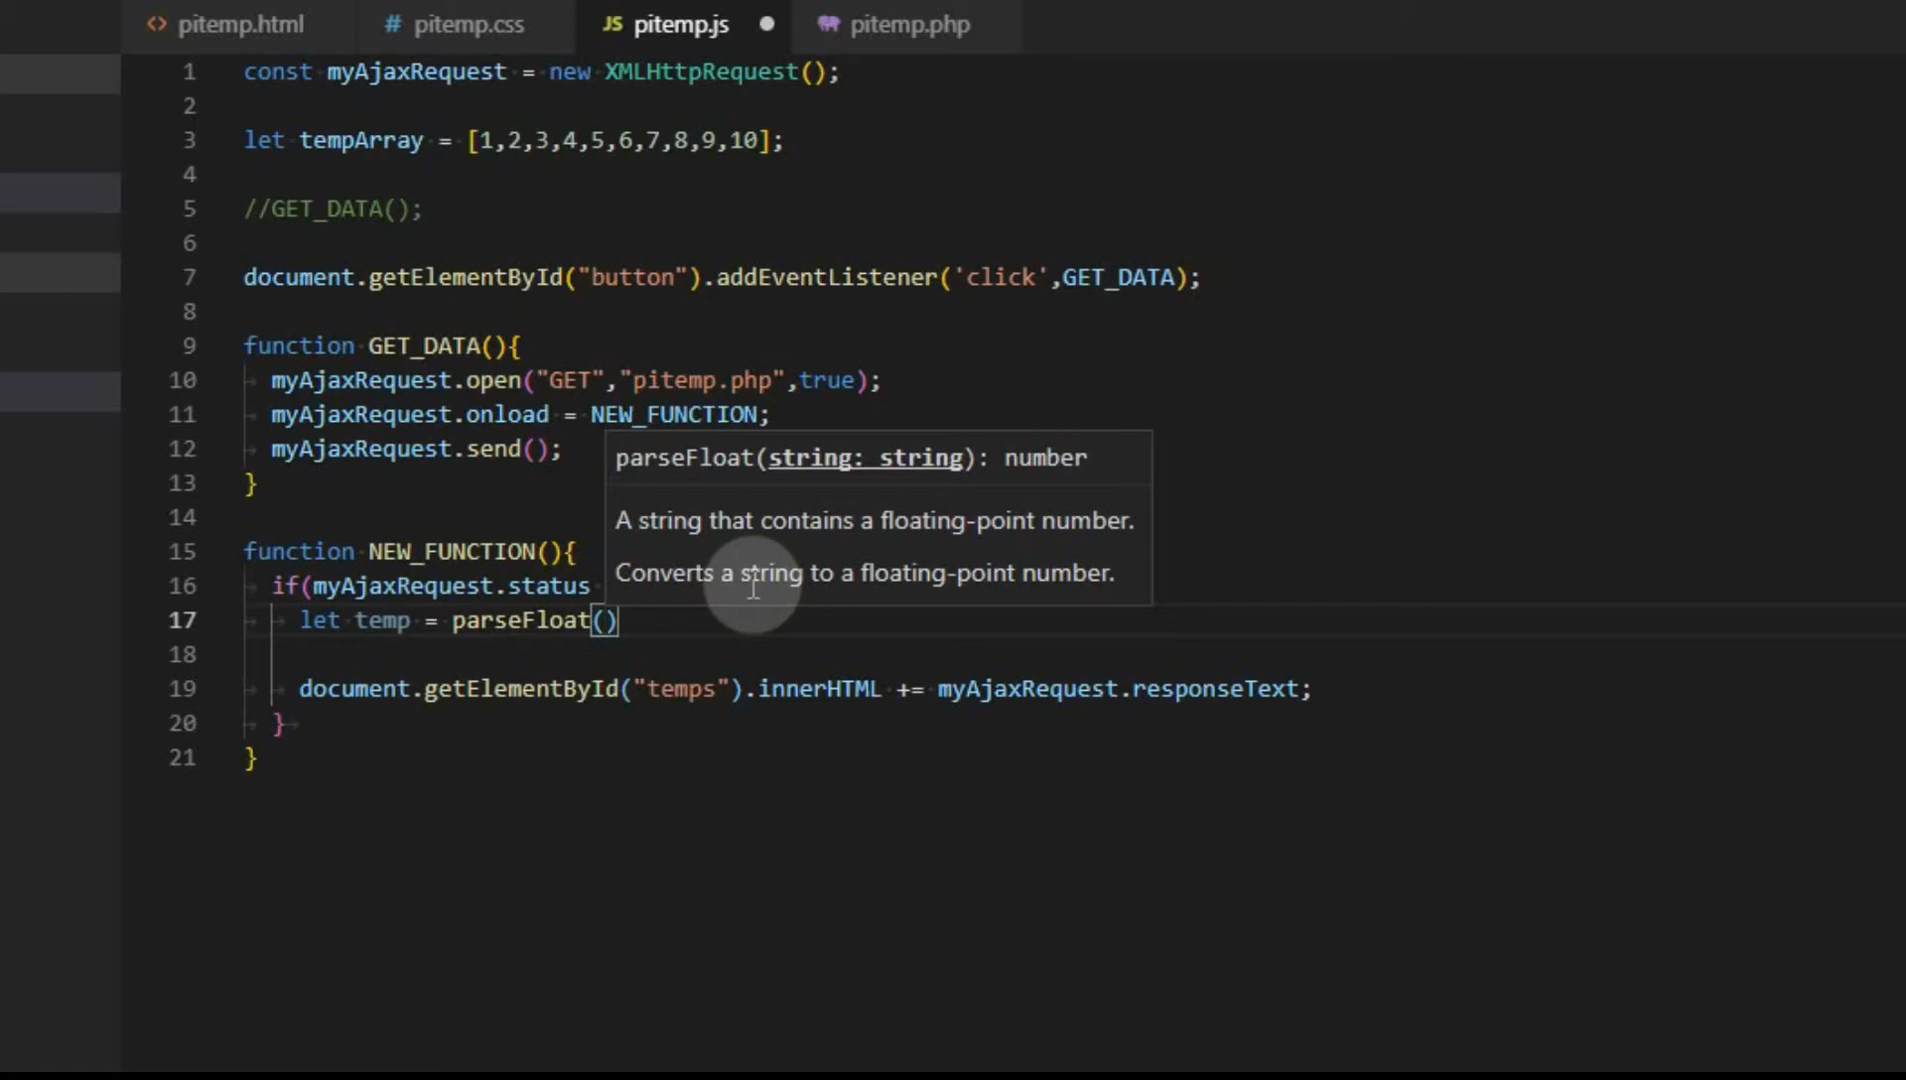 <> pitemp.html # pitemp.css JS pitemp.js ● pitemp.php
1 const myAjaxRequest = new XMLHttpRequest();
2
3 let tempArray = [1,2,3,4,5,6,7,8,9,10];
4
5 //GET_DATA();
6
7 document.getElementById("button").addEventListener('click',GET_DATA);
8
9 function GET_DATA(){
10 myAjaxRequest.open("GET","pitemp.php",true);
11 myAjaxRequest.onload = NEW_FUNCTION;
12 myAjaxRequest.send();
parseFloat(string: string): number
13 }
14
A string that contains a floating-point number.
15 function NEW_FUNCTION(){
Converts a string to a floating-point number.
16 if(myAjaxRequest.status
17 let temp = parseFloat()
18
19 document.getElementById("temps").innerHTML += myAjaxRequest.responseText;
20 }
21 }